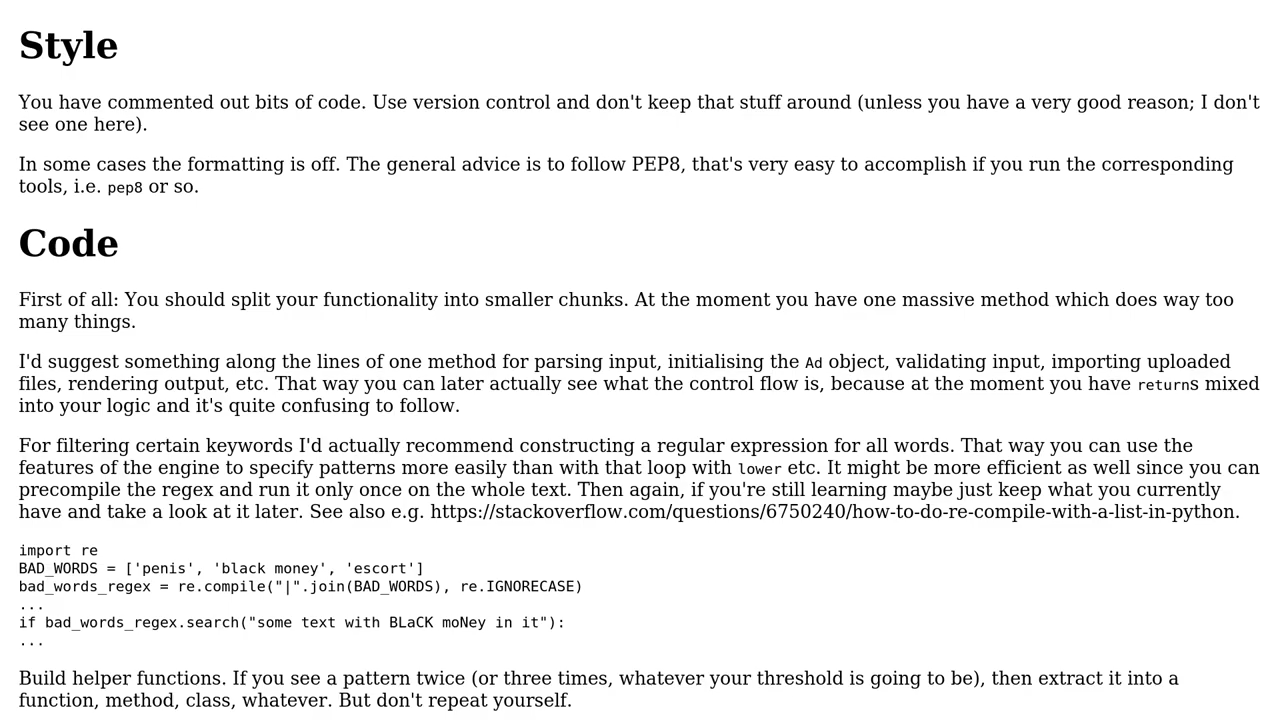 Style
You have commented out bits of code. Use version control and don't keep that stuff around (unless you have a very good reason; I don't
see one here).
In some cases the formatting is off. The general advice is to follow PEP8, that's very easy to accomplish if you run the corresponding
tools, i.e. pep8 or so.
Code
First of all: You should split your functionality into smaller chunks. At the moment you have one massive method which does way too
many things.
I'd suggest something along the lines of one method for parsing input, initialising the Ad object, validating input, importing uploaded
files, rendering output, etc. That way you can later actually see what the control flow is, because at the moment you have returns mixed
into your logic and it's quite confusing to follow.
For filtering certain keywords I'd actually recommend constructing a regular expression for all words. That way you can use the
features of the engine to specify patterns more easily than with that loop with lower etc. It might be more efficient as well since you can
precompile the regex and run it only once on the whole text. Then again, if you're still learning maybe just keep what you currently
have and take a look at it later. See also e.g. https://stackoverflow.com/questions/6750240/how-to-do-re-compile-with-a-list-in-python.
import re
BAD_WORDS = ['penis', 'black money', 'escort']
bad_words_regex = re.compile("|".join(BAD_WORDS), re.IGNORECASE)
...
if bad_words_regex.search("some text with BLaCK moNey in it"):
...
Build helper functions. If you see a pattern twice (or three times, whatever your threshold is going to be), then extract it into a
function, method, class, whatever. But don't repeat yourself.